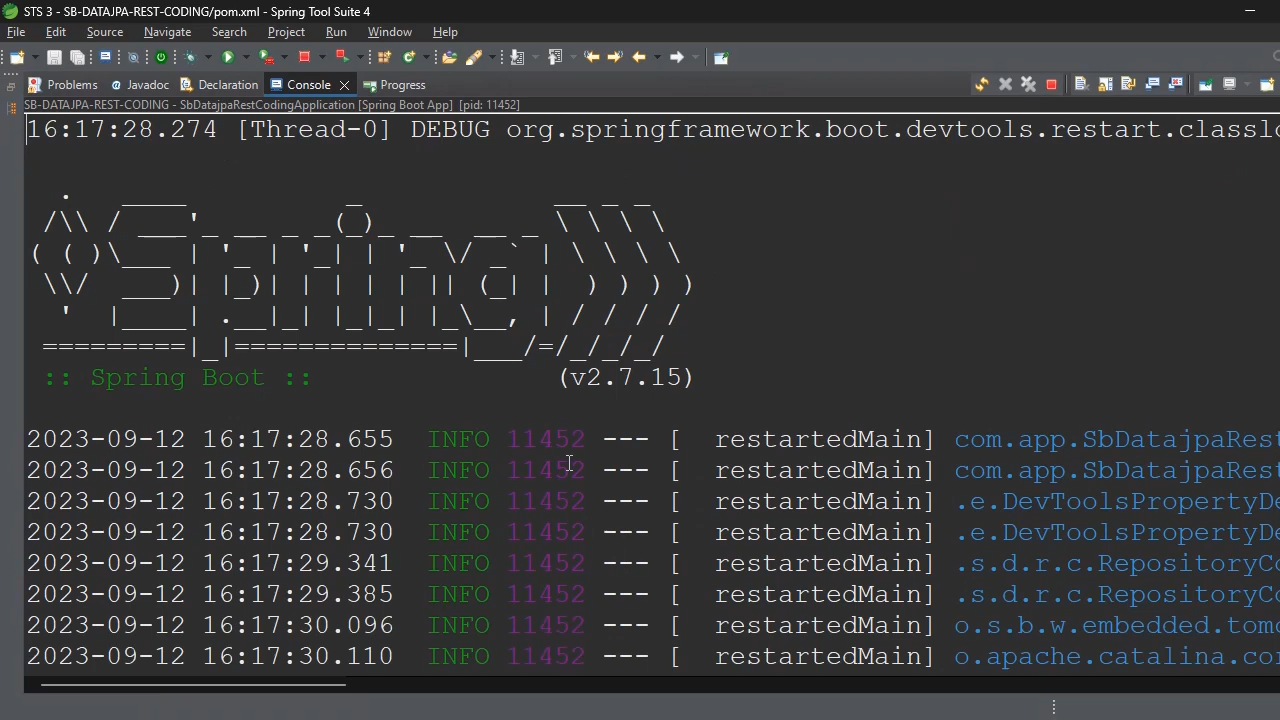 STS 3 - SB-DATAJPA-REST-CODING/pom.xml - Spring Tool Suite 4
File Edit Source Navigate Search Project Run Window Help
Problems Javadoc Declaration Console Progress
SB-DATAJPA-REST-CODING - SbDatajpaRestCodingApplication [Spring Boot App] [pid: 11452]
16:17:28.274 [Thread-0] DEBUG org.springframework.boot.devtools.restart.classlo
Spring
:: Spring Boot :: (v2.7.15)
2023-09-12 16:17:28.655 INFO 11452 --- [ restartedMain] com.app.SbDatajpaRest
2023-09-12 16:17:28.656 INFO 11452 --- [ restartedMain] com.app.SbDatajpaRest
2023-09-12 16:17:28.730 INFO 11452 --- [ restartedMain] .e.DevToolsPropertyDe
2023-09-12 16:17:28.730 INFO 11452 --- [ restartedMain] .e.DevToolsPropertyDe
2023-09-12 16:17:29.341 INFO 11452 --- [ restartedMain] .s.d.r.c.RepositoryCo
2023-09-12 16:17:29.385 INFO 11452 --- [ restartedMain] .s.d.r.c.RepositoryCo
2023-09-12 16:17:30.096 INFO 11452 --- [ restartedMain] o.s.b.w.embedded.tomc
2023-09-12 16:17:30.110 INFO 11452 --- [ restartedMain] o.apache.catalina.cor